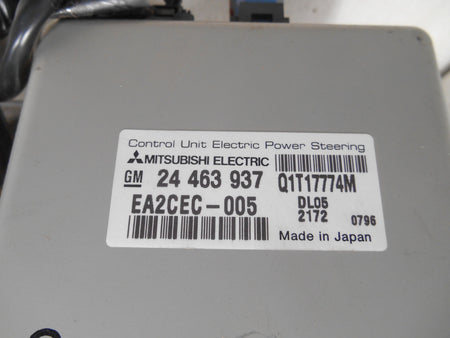 Control Unit Electric Power Steering
MITSUBISHI ELECTRIC
GM 24 463 937 Q1T17774M
EA2CEC-005 DL05
2172 0796
Made in Japan